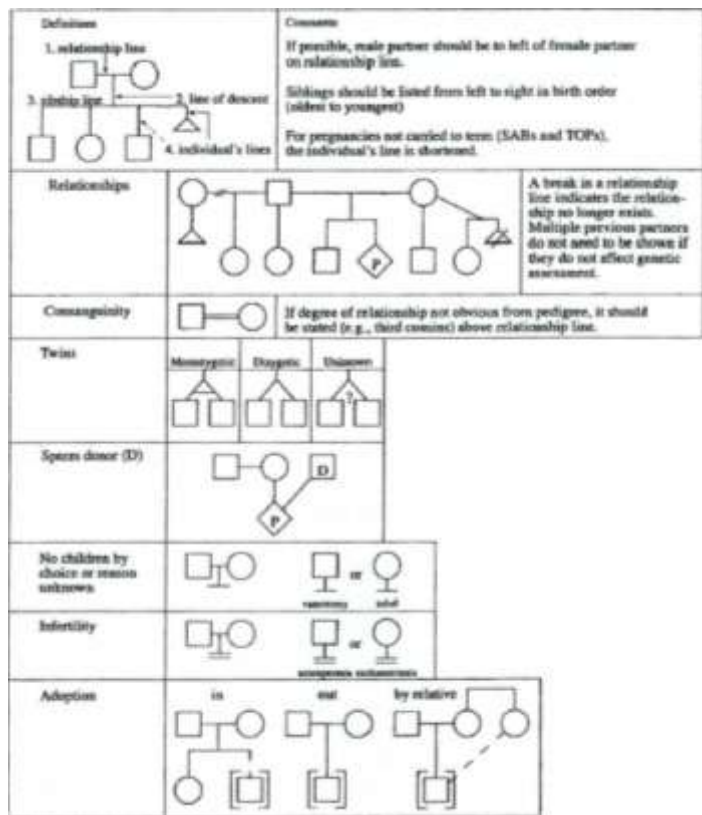 Definitions
Comments
1. relationship line
If possible, male partner should be to left of female partner
on relationship line.
3. sibship line
2. line of descent
Siblings should be listed from left to right in birth order
(oldest to youngest)
4. individual's lines
For pregnancies not carried to term (SABs and TOPs),
the individual's line is shortened.
Relationships
P
A break in a relationship
line indicates the relation-
ship no longer exists.
Multiple previous partners
do not need to be shown if
they do not affect genetic
assessment.
Consanguinity
If degree of relationship not obvious from pedigree, it should
be stated (e.g., third cousins) above relationship line.
Twins
Monozygotic
Dizygotic
Unknown
?
Sperm donor (D)
D
P
No children by
choice or reason
unknown
or
vasectomy
tubal
Infertility
or
azoospermia
endometriosis
Adoption
in
out
by relative